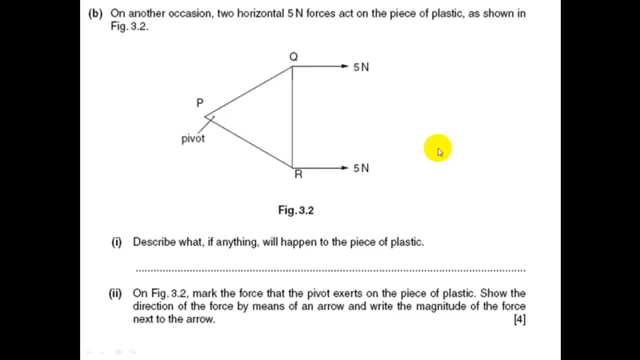 (b) On another occasion, two horizontal 5 N forces act on the piece of plastic, as shown in
Fig. 3.2.
Q
5 N
P
pivot
R
5 N
Fig. 3.2
(i) Describe what, if anything, will happen to the piece of plastic.
(ii) On Fig. 3.2, mark the force that the pivot exerts on the piece of plastic. Show the
direction of the force by means of an arrow and write the magnitude of the force
next to the arrow. [4]